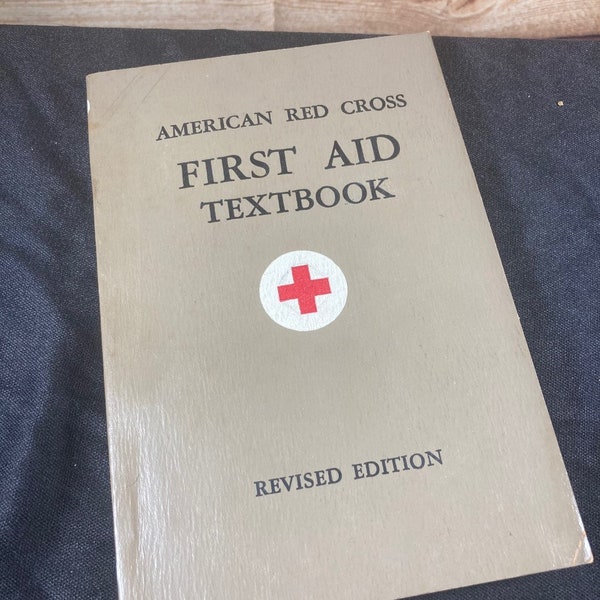 AMERICAN RED CROSS
FIRST AID
TEXTBOOK
REVISED EDITION